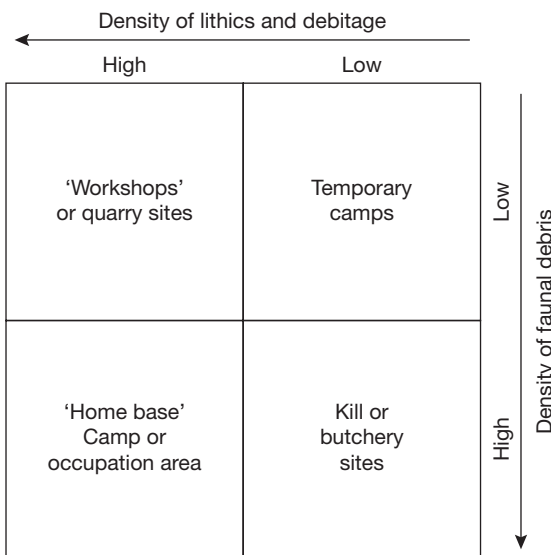 Density of lithics and debitage
High
Low
‘Workshops’
or quarry sites
Temporary
camps
Low
Density of faunal debris
‘Home base’
Camp or
occupation area
Kill or
butchery
sites
High